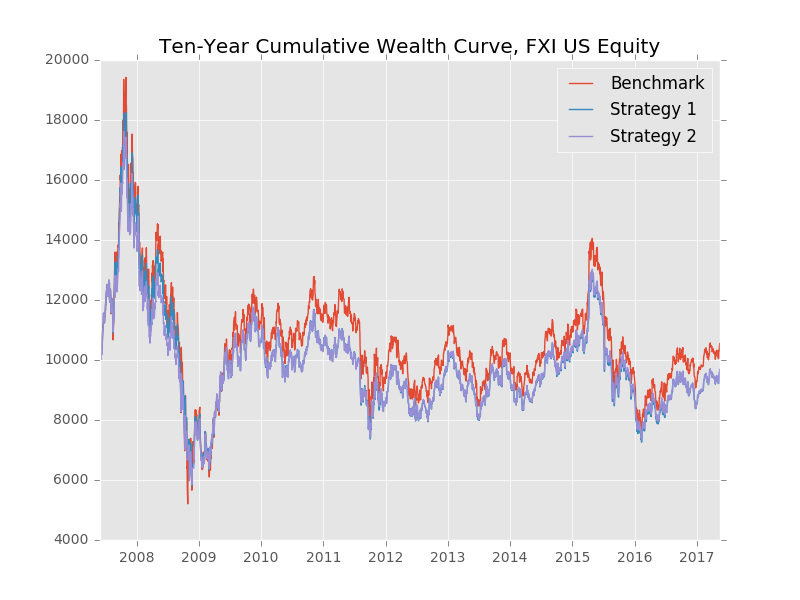 Ten-Year Cumulative Wealth Curve, FXI US Equity
20000
18000
16000
14000
12000
10000
8000
6000
4000
Benchmark
Strategy 1
Strategy 2
2008 2009 2010 2011 2012 2013 2014 2015 2016 2017